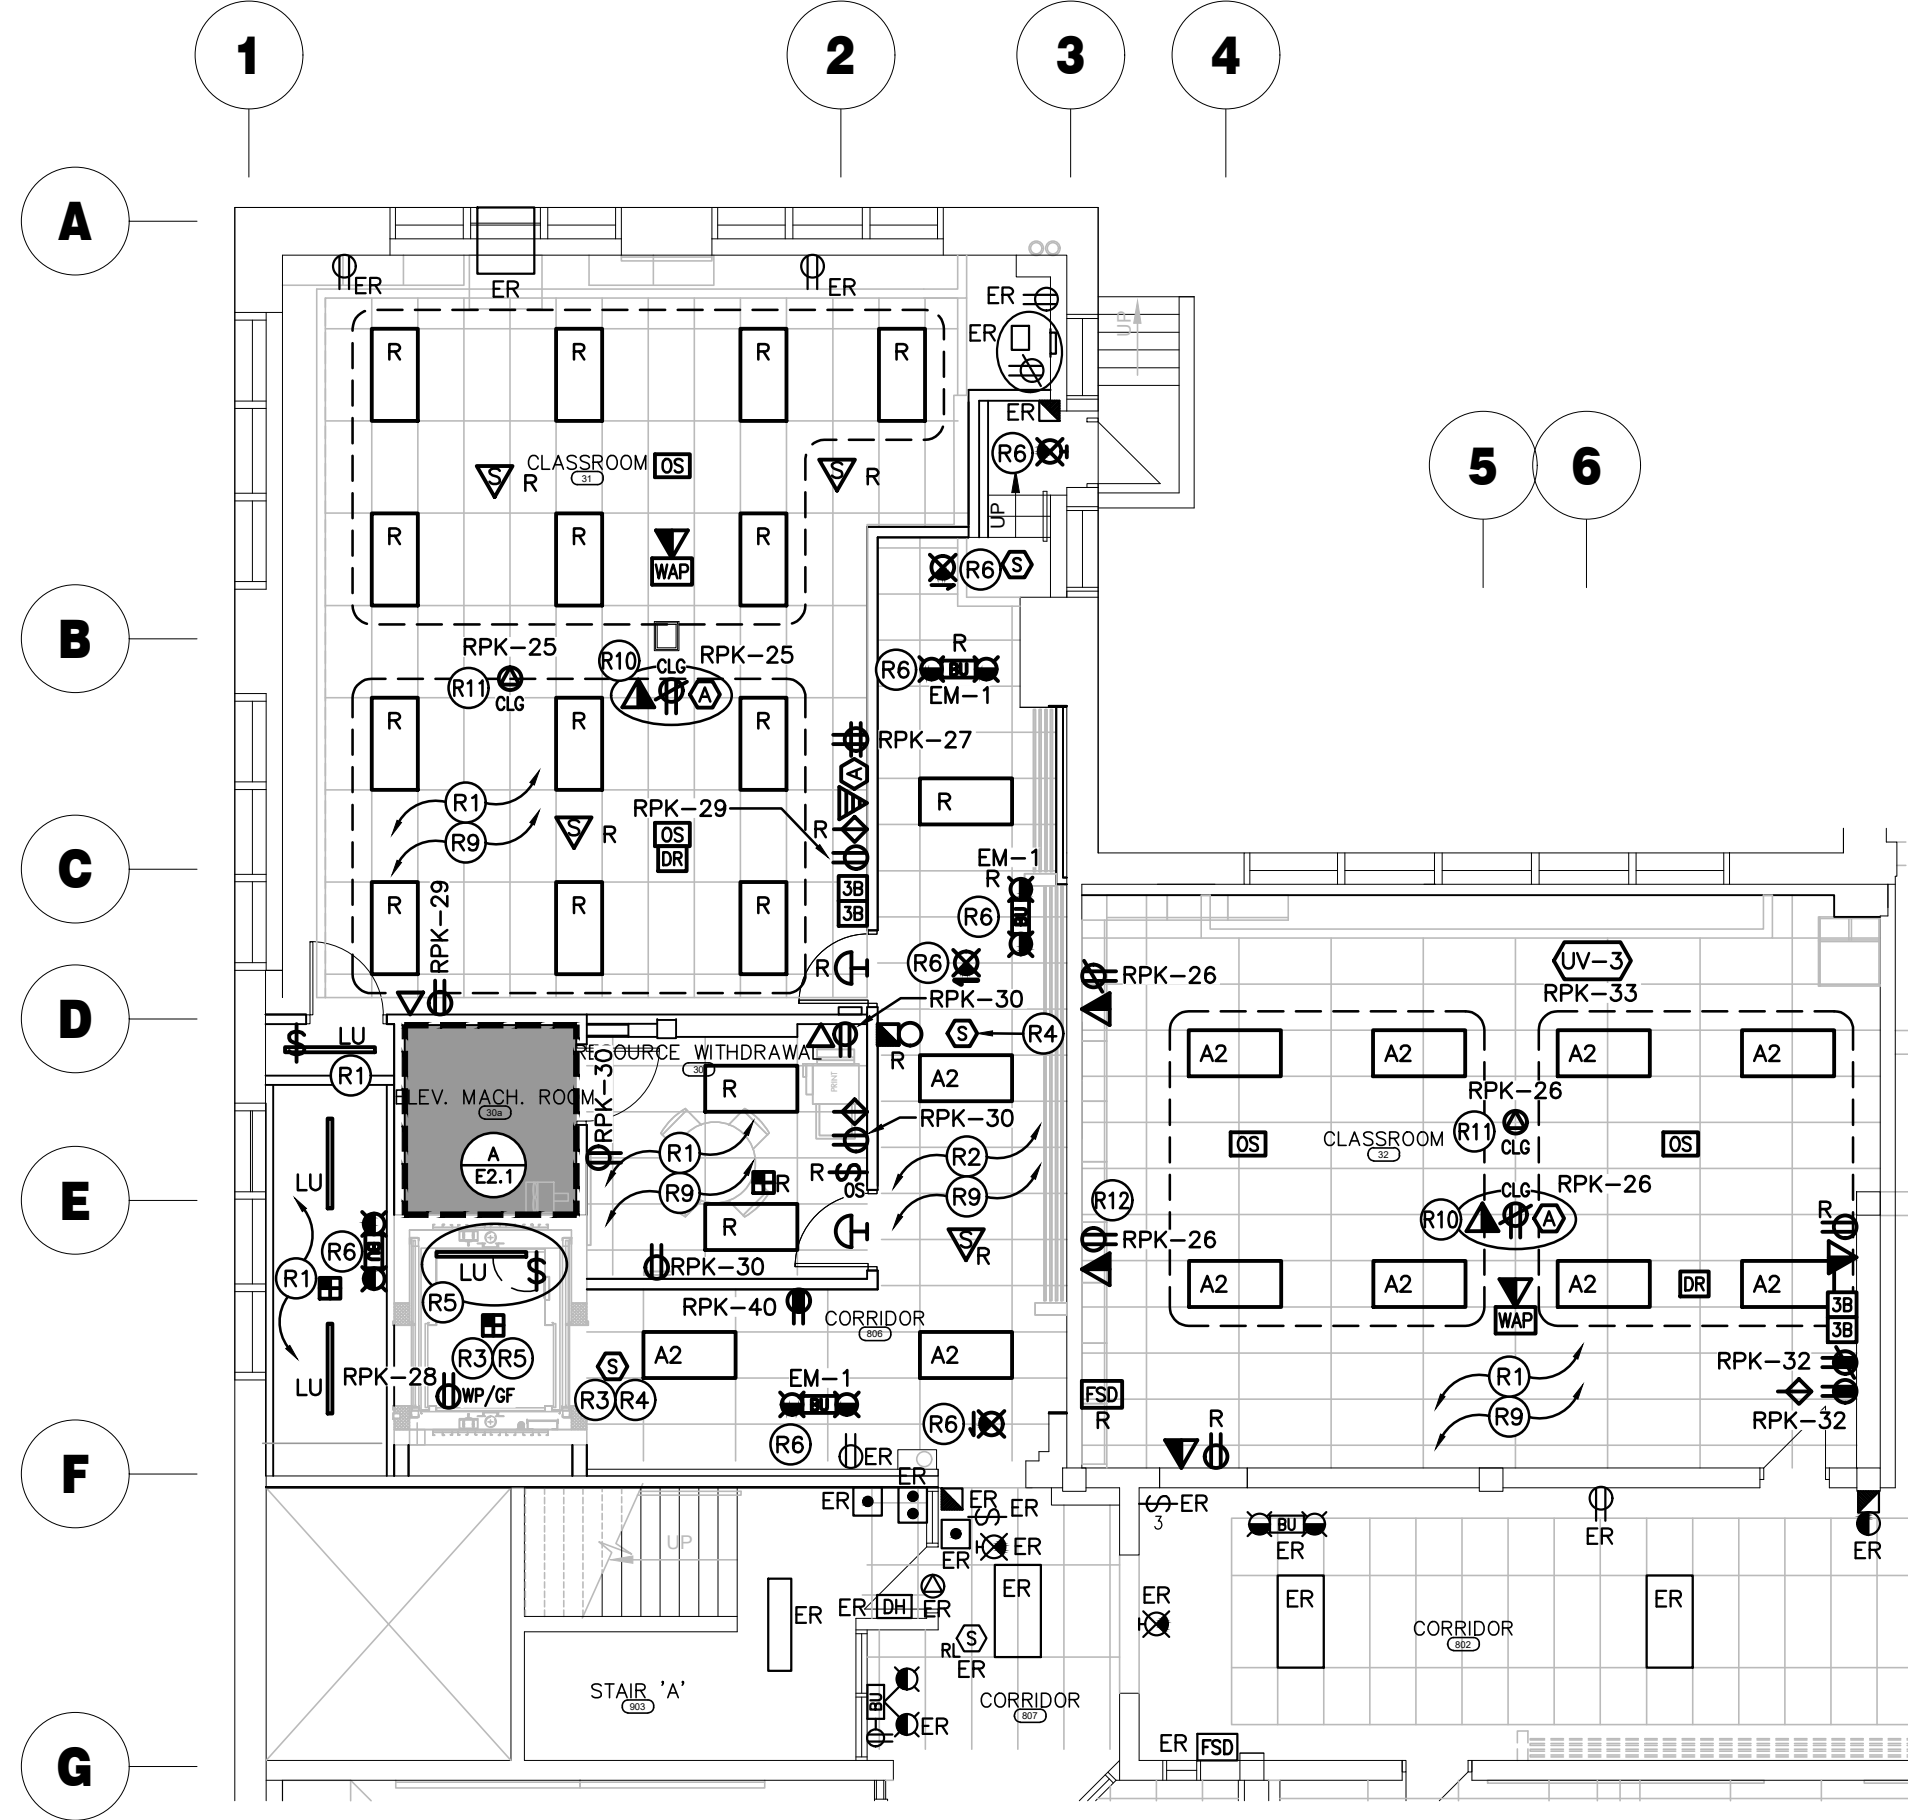 1
2
3
4
A
ER
ER
ER
ER
UP
ER
R
R
R
R
ER
5
6
R6
CLASSROOM
OS
31
S
R
S
R
UP
R
R
R
WAP
R6
S
B
R
RPK-25
R10
CLG
RPK-25
R6
BU
R11
CLG
A
EM-1
R
R
R
RPK-27
A
R1
RPK-29
R
R9
S
R
OS
R
DR
EM-1
C
3B
R
3B
R
R
R
RPK-29
R6
BU
R
R6
UV-3
RPK-26
RPK-33
D
RPK-30
$
LU
S
R4
R
A2
A2
A2
A2
RESOURCE WITHDRAWAL
R1
30
RPK-30
R
PRINT
A2
RPK-26
ELEV. MACH. ROOM
30a
RPK-30
R11
CLG
OS
CLASSROOM
OS
32
A
E2.1
R1
R2
R
$
RPK-26
LU
R9
R
OS
R9
R12
CLG
E
R10
A
R
R
S
R
RPK-26
R6
BU
LU
$
RPK-30
R1
R5
A2
A2
A2
DR
A2
RPK-40
CORRIDOR
806
3B
WAP
3B
R3
R5
S
A2
A2
RPK-32
LU
RPK-28
WP/GF
R3
R4
EM-1
BU
FSD
R
R1
R9
RPK-32
R6
R6
R
F
ER
ER
ER
ER
ER
S
ER
3
UP
ER
ER
BU
ER
ER
ER
ER
DH
ER
ER
ER
ER
ER
S
RL
ER
CORRIDOR
802
STAIR 'A'
903
BU
ER
CORRIDOR
807
ER
FSD
G